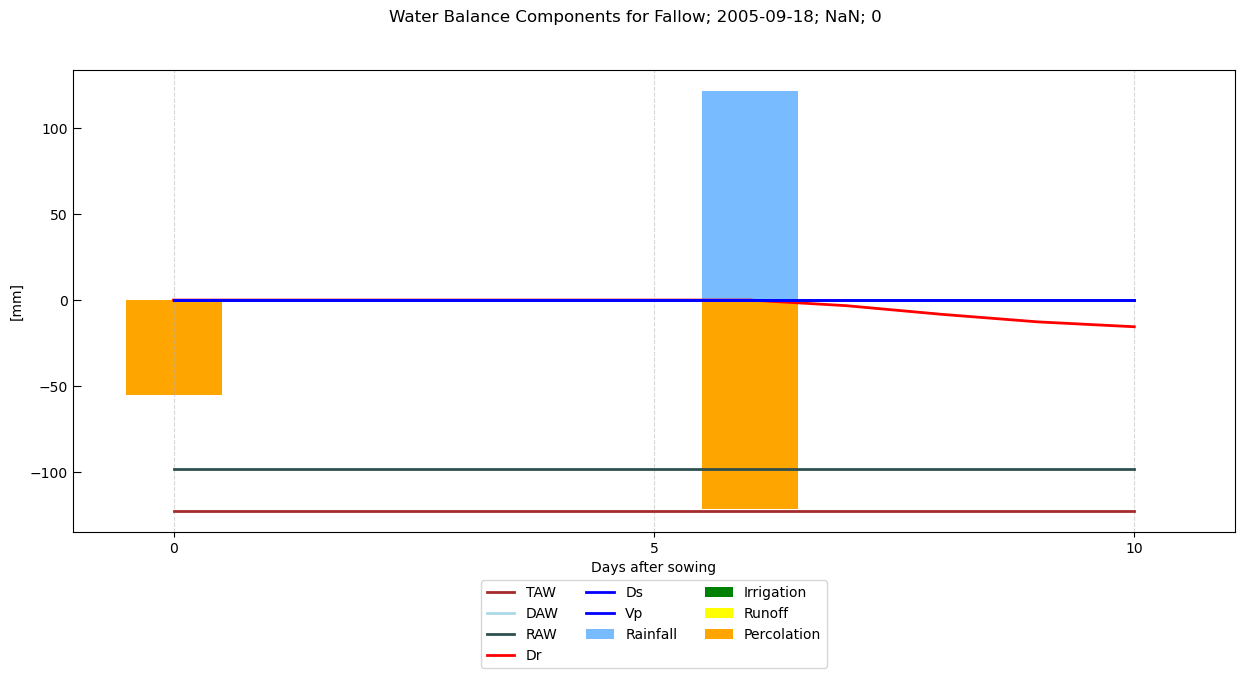 Water Balance Components for Fallow; 2005-09-18; NaN; 0
100
50
0
−50
−100
[mm]
0 5 10
Days after sowing
TAW Ds Irrigation
DAW Vp Runoff
RAW Rainfall Percolation
Dr